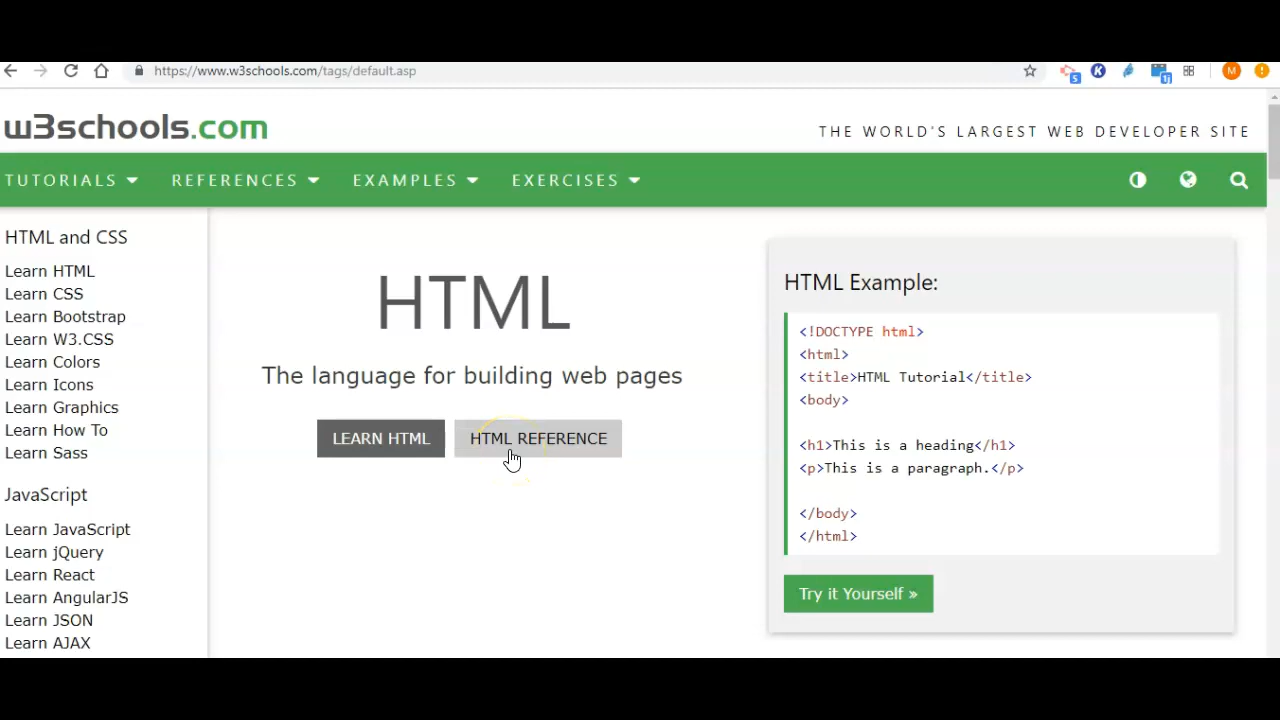 https://www.w3schools.com/tags/default.asp
5
K
1j
M
w3schools.com
THE WORLD'S LARGEST WEB DEVELOPER SITE
TUTORIALS REFERENCES EXAMPLES EXERCISES
HTML and CSS
Learn HTML
Learn CSS
Learn Bootstrap
Learn W3.CSS
Learn Colors
Learn Icons
Learn Graphics
Learn How To
Learn Sass
JavaScript
Learn JavaScript
Learn jQuery
Learn React
Learn AngularJS
Learn JSON
Learn AJAX
HTML
The language for building web pages
LEARN HTML
HTML REFERENCE
HTML Example:
<!DOCTYPE html>
<html>
<title>HTML Tutorial</title>
<body>
<h1>This is a heading</h1>
<p>This is a paragraph.</p>
</body>
</html>
Try it Yourself »